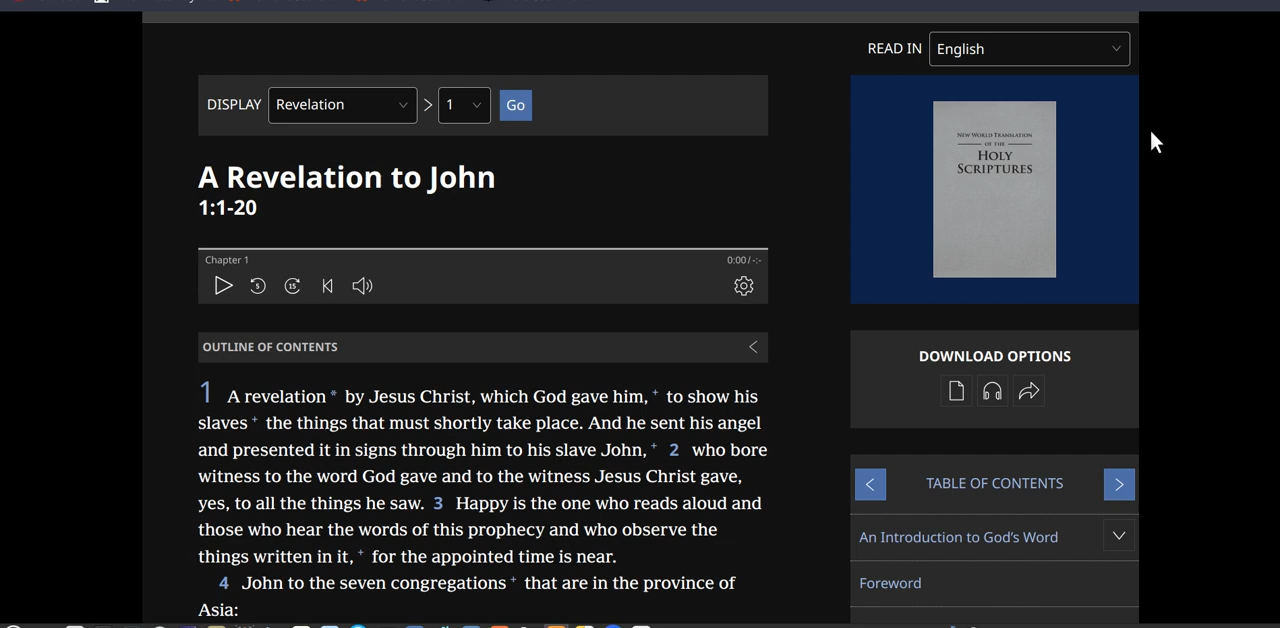 READ IN English
DISPLAY Revelation > 1 Go
NEW WORLD TRANSLATION
OF THE
HOLY
SCRIPTURES
A Revelation to John
1:1-20
Chapter 1 0:00 / -:-
5 15
OUTLINE OF CONTENTS
DOWNLOAD OPTIONS
1 A revelation * by Jesus Christ, which God gave him, + to show his
slaves + the things that must shortly take place. And he sent his angel
and presented it in signs through him to his slave John, + 2 who bore
witness to the word God gave and to the witness Jesus Christ gave,
yes, to all the things he saw. 3 Happy is the one who reads aloud and
those who hear the words of this prophecy and who observe the
things written in it, + for the appointed time is near.
4 John to the seven congregations + that are in the province of
Asia:
TABLE OF CONTENTS
An Introduction to God's Word
Foreword